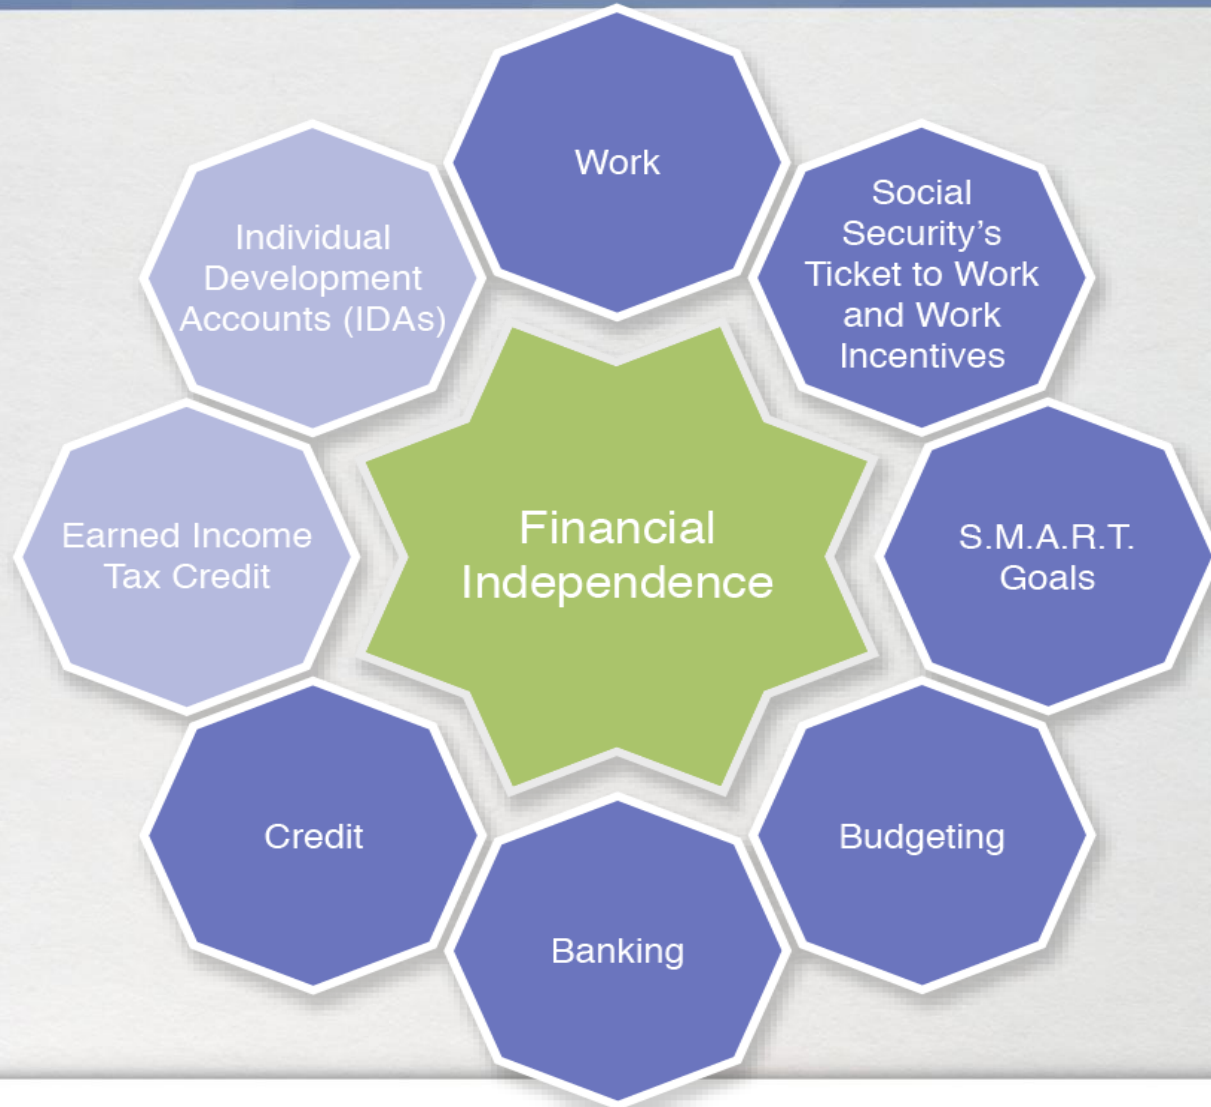 Work
Social
Security’s
Ticket to Work
and Work
Incentives
S.M.A.R.T.
Goals
Budgeting
Banking
Credit
Earned Income
Tax Credit
Individual
Development
Accounts (IDAs)
Financial
Independence